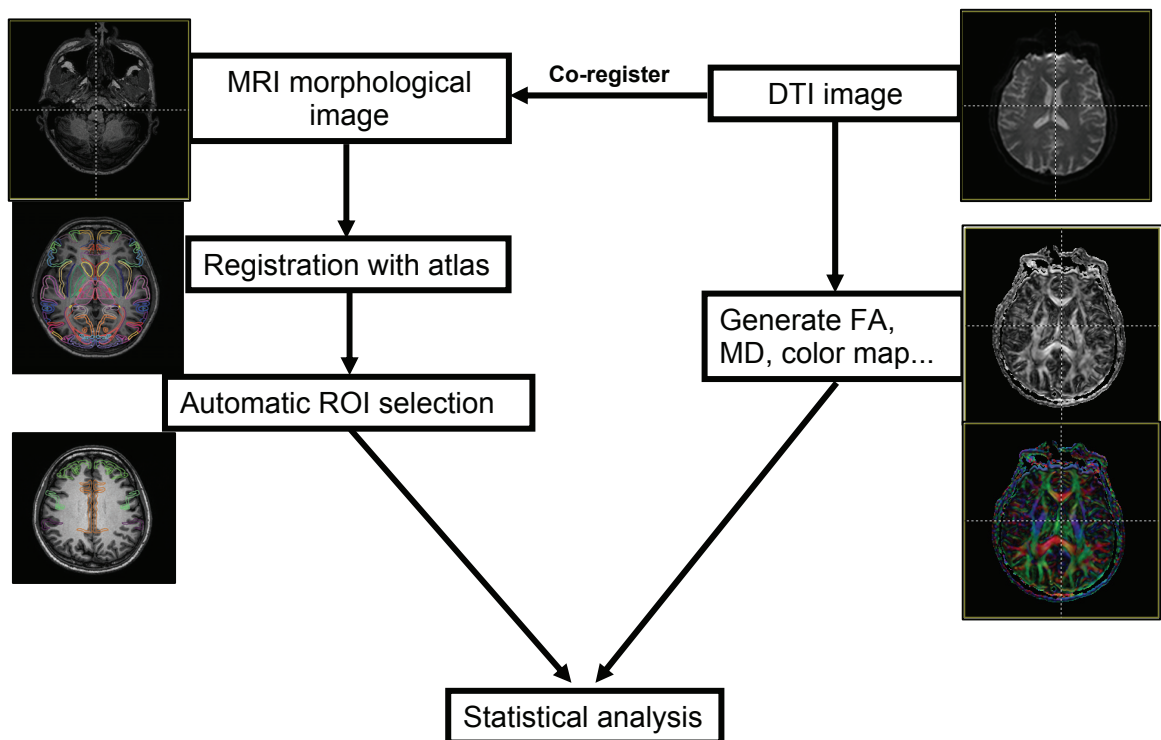 MRI morphological
image
Co-register
DTI image
Registration with atlas
Generate FA,
MD, color map...
Automatic ROI selection
Statistical analysis